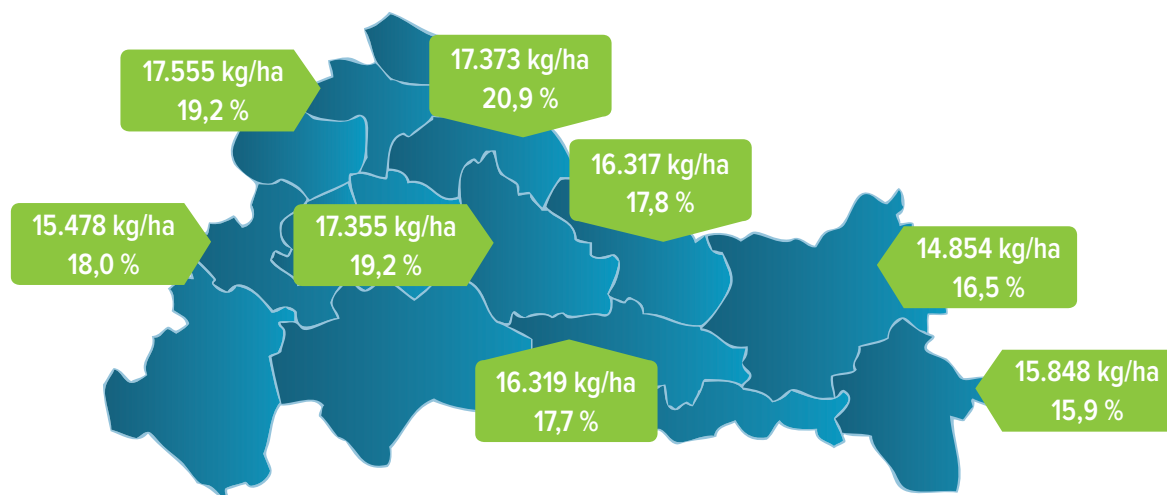 17.555 kg/ha
19,2 %
17.373 kg/ha
20,9 %
16.317 kg/ha
17,8 %
15.478 kg/ha
18,0 %
17.355 kg/ha
19,2 %
14.854 kg/ha
16,5 %
16.319 kg/ha
17,7 %
15.848 kg/ha
15,9 %